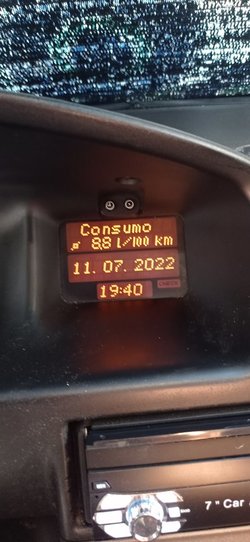 Consumo
8.8 l/100 km
11. 07. 2022
CHECK
19:40
7" Car